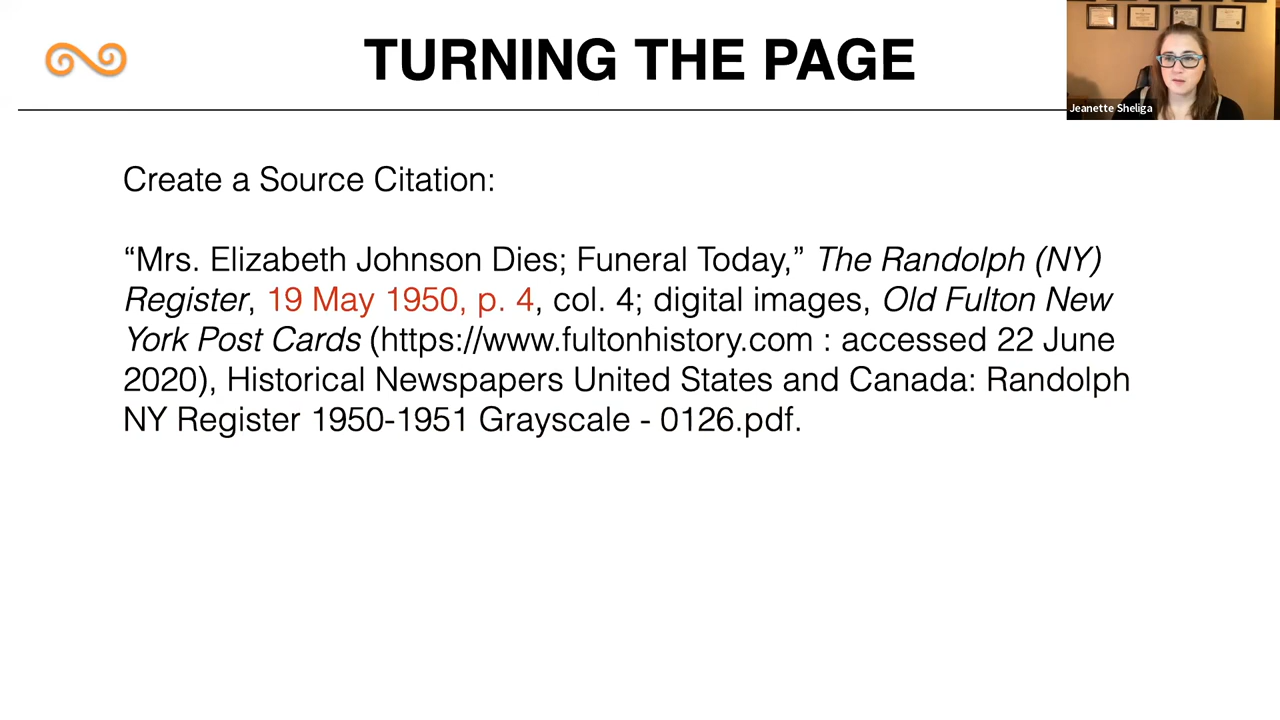 TURNING THE PAGE
Jeanette Sheliga
Create a Source Citation:
“Mrs. Elizabeth Johnson Dies; Funeral Today,” The Randolph (NY)
Register, 19 May 1950, p. 4, col. 4; digital images, Old Fulton New
York Post Cards (https://www.fultonhistory.com : accessed 22 June
2020), Historical Newspapers United States and Canada: Randolph
NY Register 1950-1951 Grayscale - 0126.pdf.